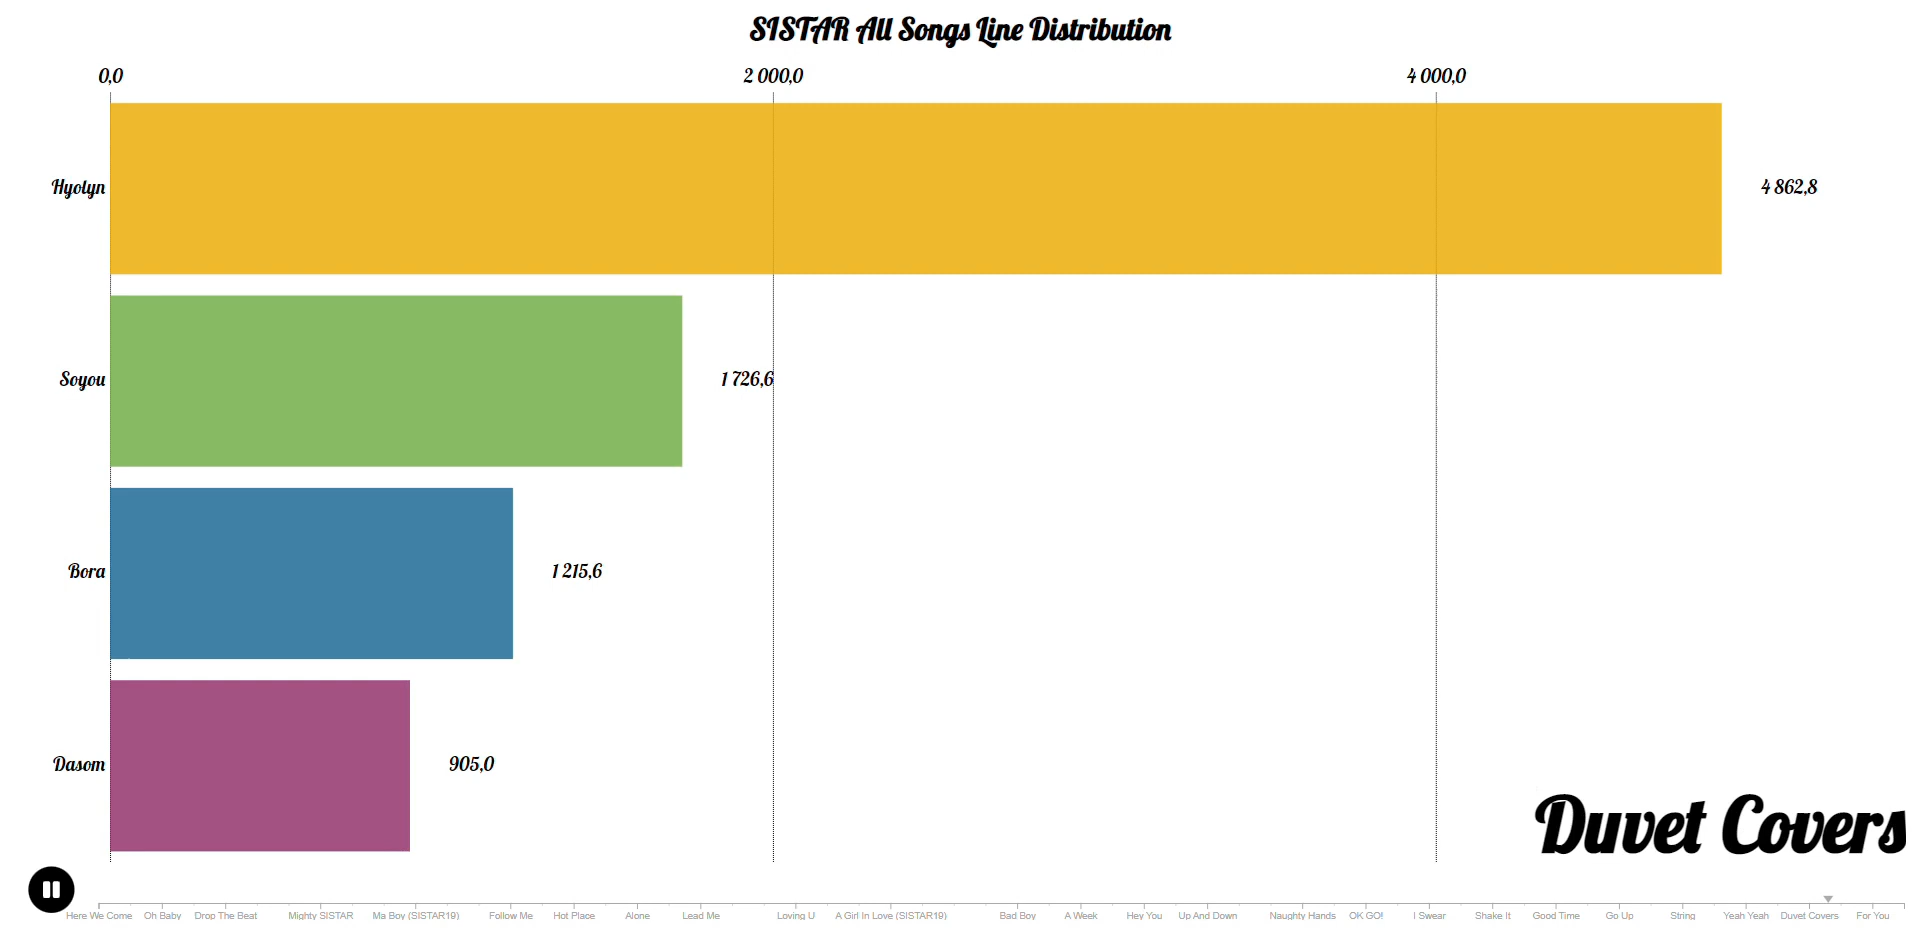 SISTAR All Songs Line Distribution
0,0 2 000,0 4 000,0
Hyolyn 4 862,8
Soyou 1 726,6
Bora 1 215,6
Dasom 905,0
Duvet Covers
Here We Come Oh Baby Drop The Beat Mighty SISTAR Ma Boy (SISTAR19) Follow Me Hot Place Alone Lead Me Loving U A Girl In Love (SISTAR19) Bad Boy A Week Hey You Up And Down Naughty Hands OK GO! I Swear Shake It Good Time Go Up String Yeah Yeah Duvet Covers For You